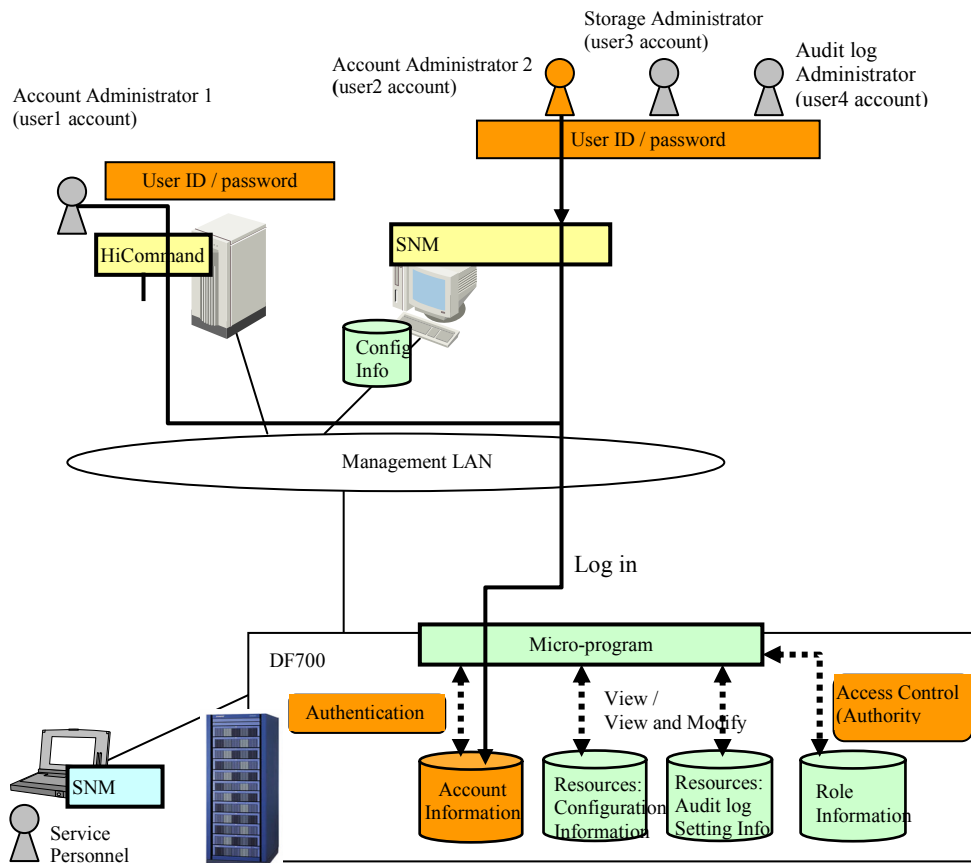 Storage Administrator
(user3 account)
Account Administrator 2
(user2 account)
Audit log
Administrator
(user4 account)
Account Administrator 1
(user1 account)
User ID / password
User ID / password
HiCommand
SNM
Config
Info
Management LAN
Log in
DF700
Micro-program
Authentication
View /
View and Modify
Access Control
(Authority
SNM
Service
Personnel
Account
Information
Resources:
Configuration
Information
Resources:
Audit log
Setting Info
Role
Information